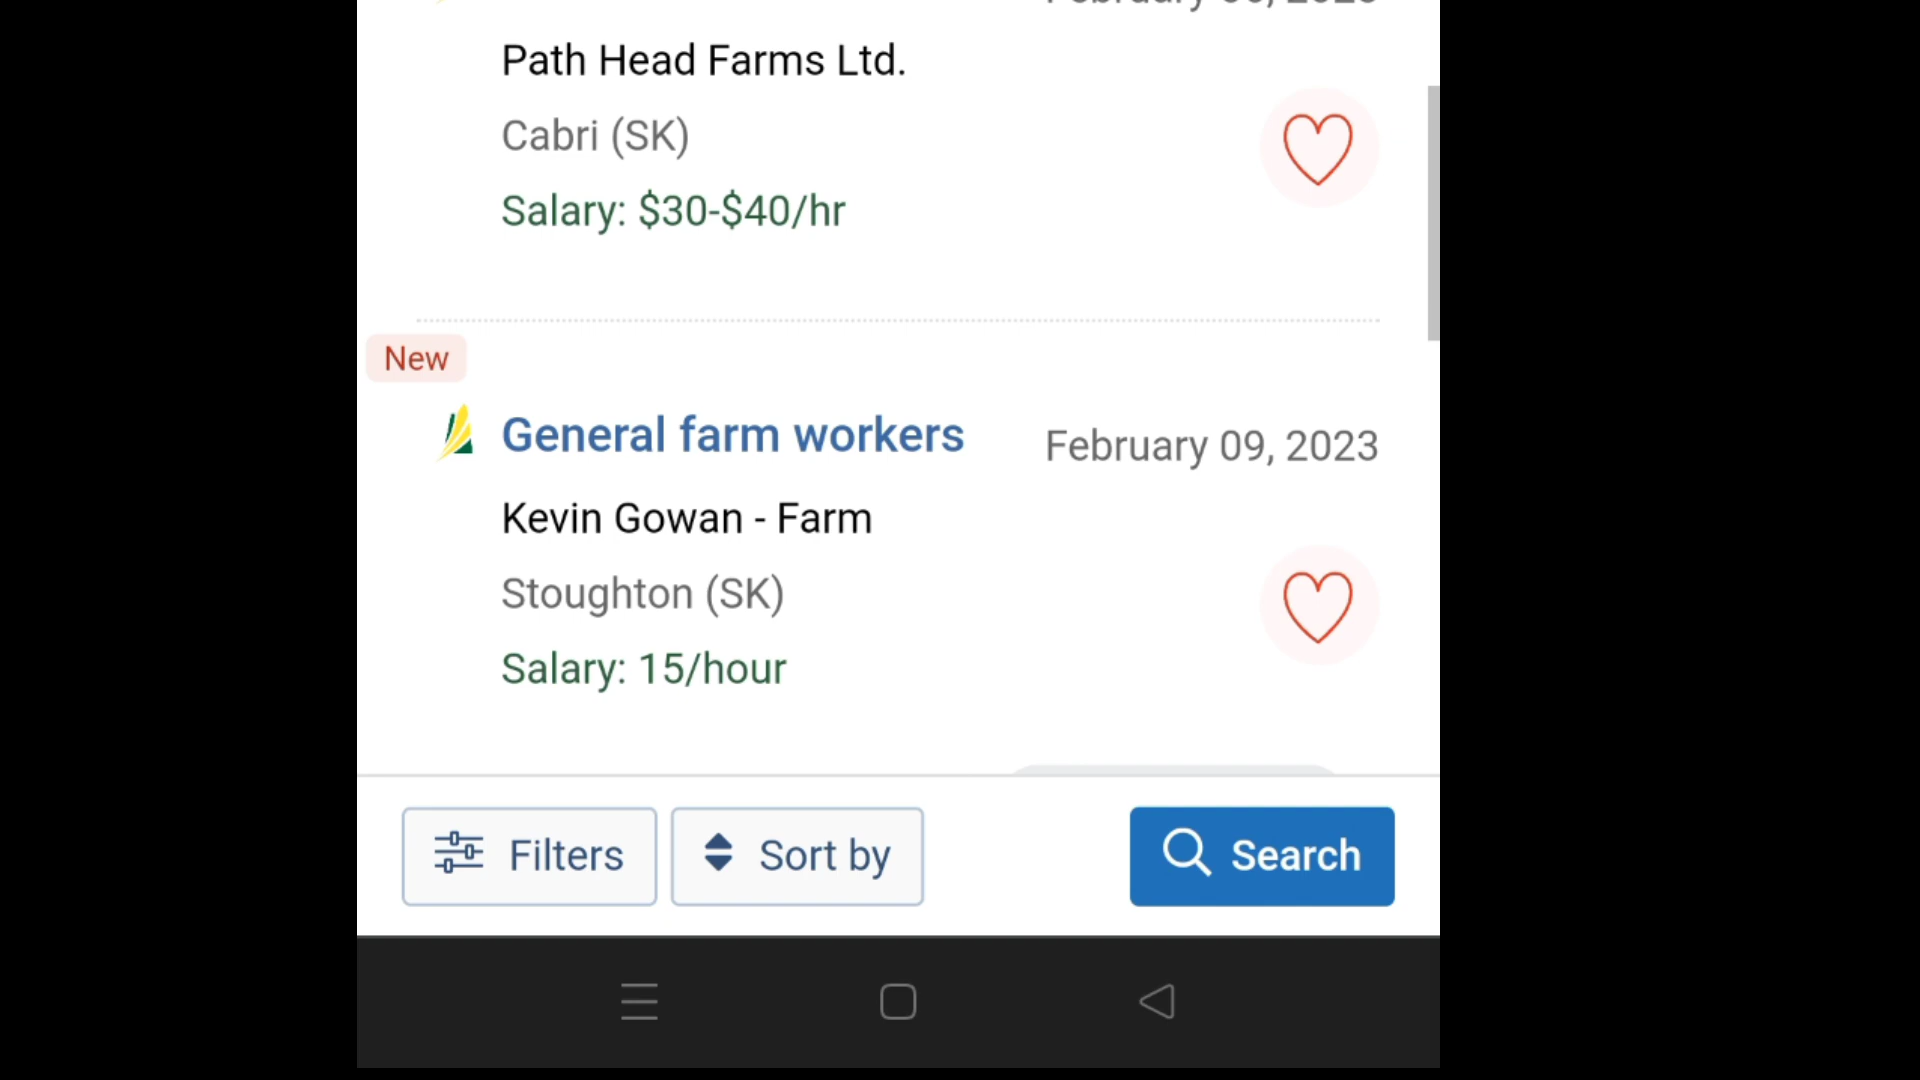 Path Head Farms Ltd.
Cabri (SK)
Salary: $30-$40/hr
New
General farm workers
February 09, 2023
Kevin Gowan - Farm
Stoughton (SK)
Salary: 15/hour
Filters
Sort by
Search